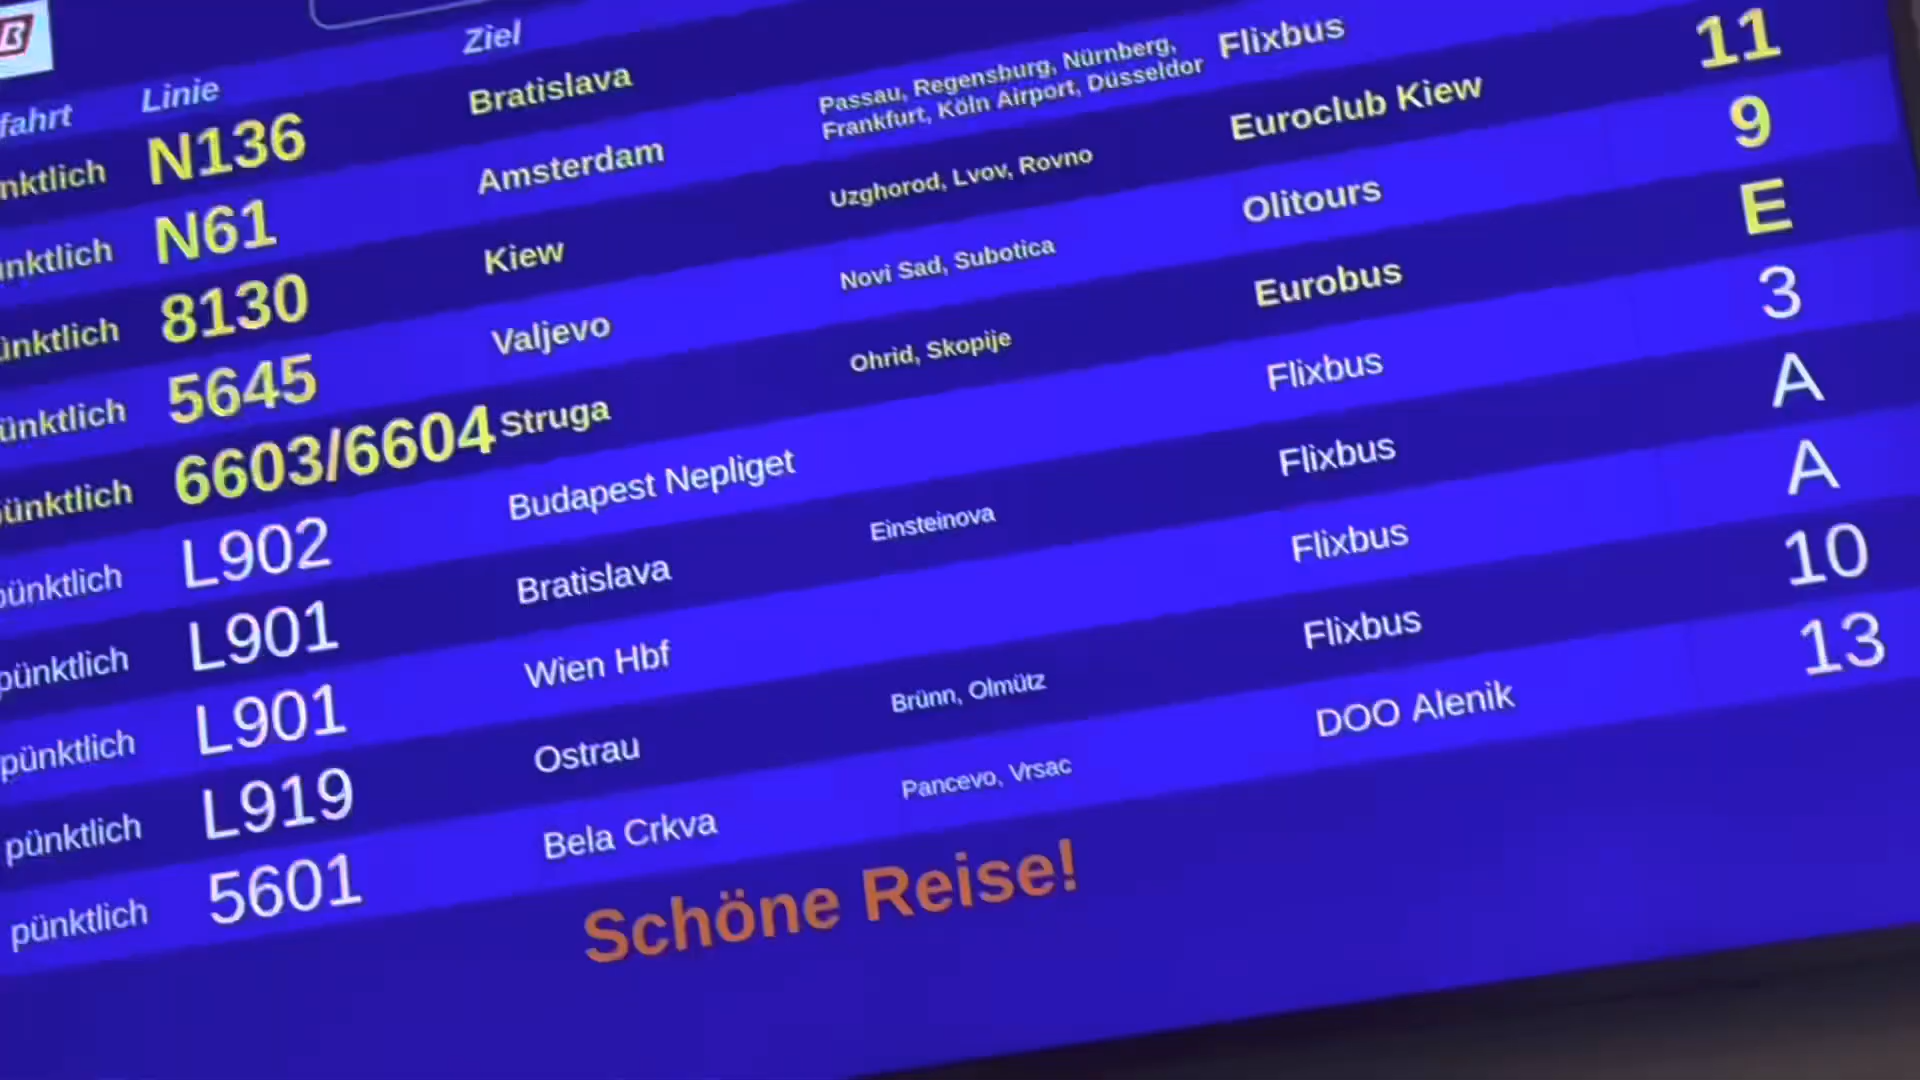 fahrt Linie Ziel
nktlich N136 Bratislava
nktlich N61 Amsterdam Passau, Regensburg, Nürnberg, Flixbus
Frankfurt, Köln Airport, Düsseldor
ünktlich 8130 Kiew Uzghorod, Lvov, Rovno Euroclub Kiew 11
ünktlich 5645 Valjevo Novi Sad, Subotica Olitours 9
pünktlich 6603/6604 Struga Ohrid, Skopije Eurobus E
pünktlich L902 Budapest Nepliget Flixbus 3
pünktlich L901 Bratislava Einsteinova Flixbus A
pünktlich L901 Wien Hbf Flixbus A
pünktlich L919 Ostrau Brünn, Olmütz Flixbus 10
pünktlich 5601 Bela Crkva Pancevo, Vrsac DOO Alenik 13
Schöne Reise!